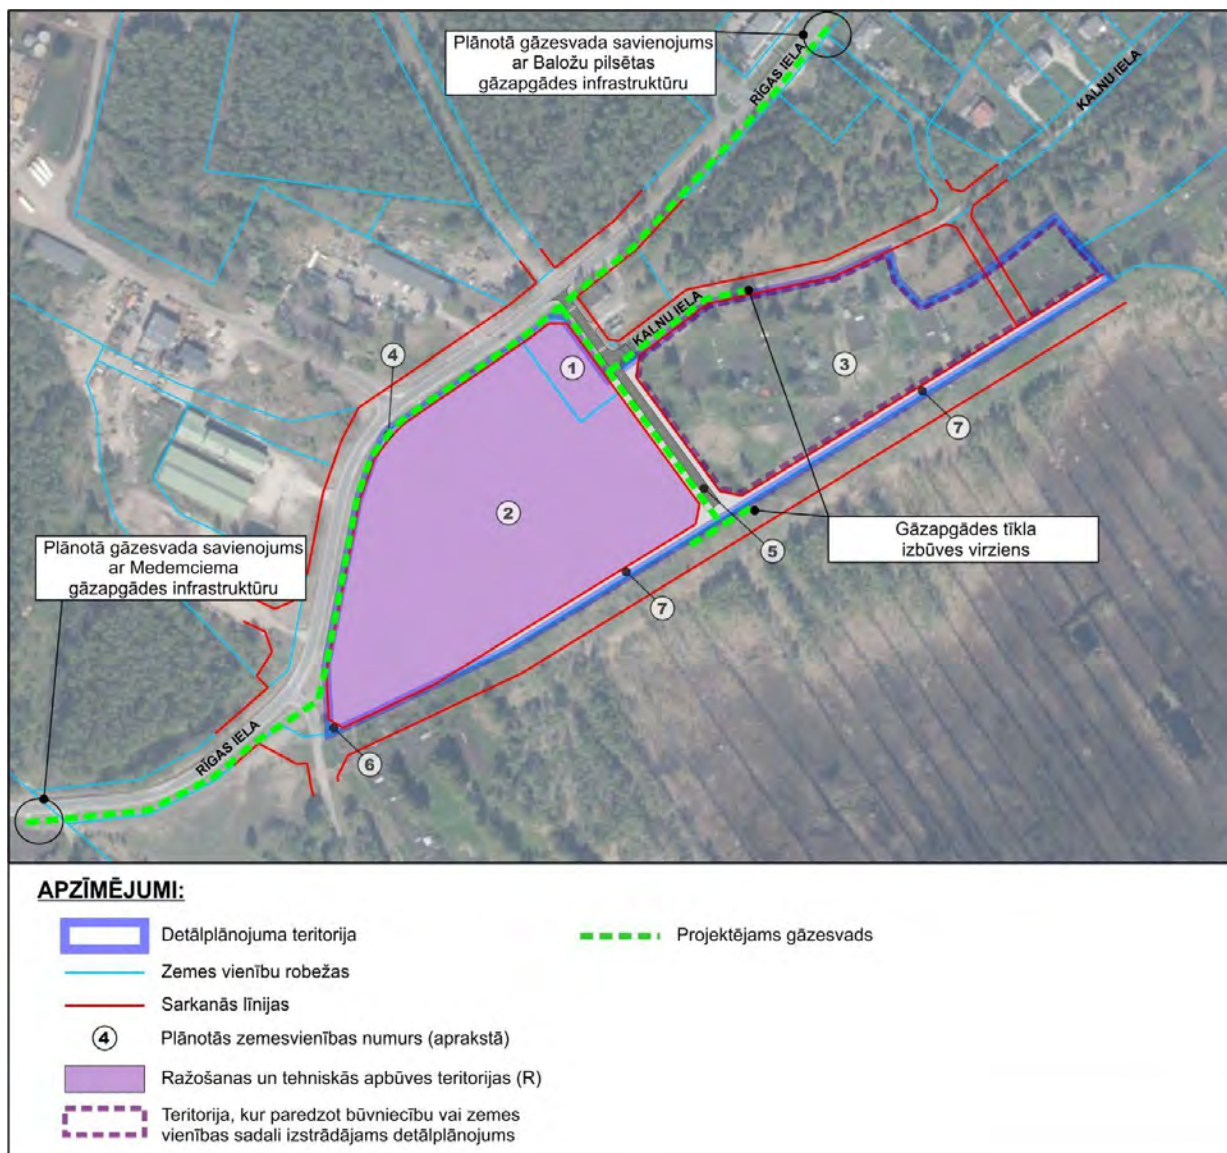 Plānotā gāzesvada savienojums
ar Baložu pilsētas
gāzapgādes infrastruktūru
RĪGAS IELA
KALNU IELA
KALNU IELA
4
1
3
7
2
Gāzapgādes tīkla
izbūves virziens
5
Plānotā gāzesvada savienojums
ar Medemciema
gāzapgādes infrastruktūru
7
RĪGAS IELA
6
APZĪMĒJUMI:
Detālplānojuma teritorija
Projektējams gāzesvads
Zemes vienību robežas
Sarkanās līnijas
4 Plānotās zemesvienības numurs (aprakstā)
Ražošanas un tehniskās apbūves teritorijas (R)
Teritorija, kur paredzot būvniecību vai zemes
vienības sadali izstrādājams detālplānojums